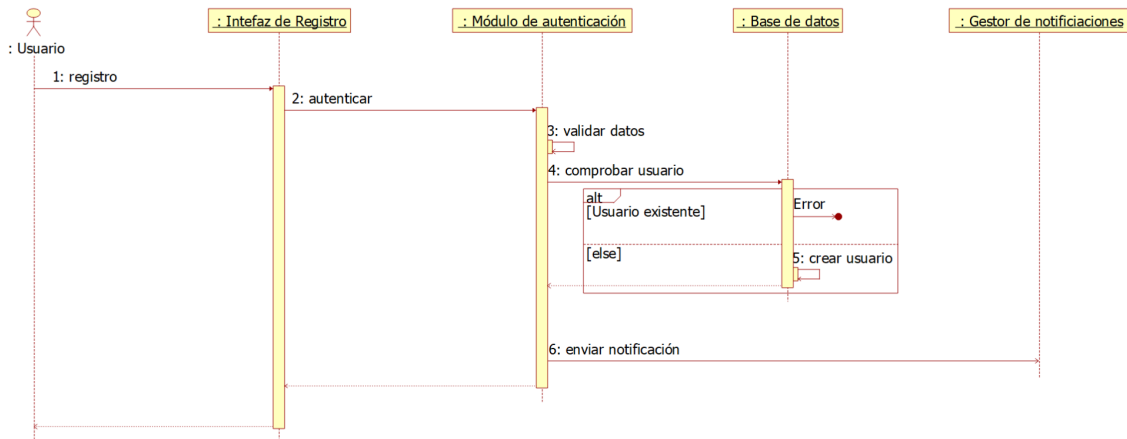 : Intefaz de Registro
: Módulo de autenticación
: Base de datos
: Gestor de notificiaciones
: Usuario
1: registro
2: autenticar
3: validar datos
4: comprobar usuario
alt
[Usuario existente]
Error
[else]
5: crear usuario
6: enviar notificación